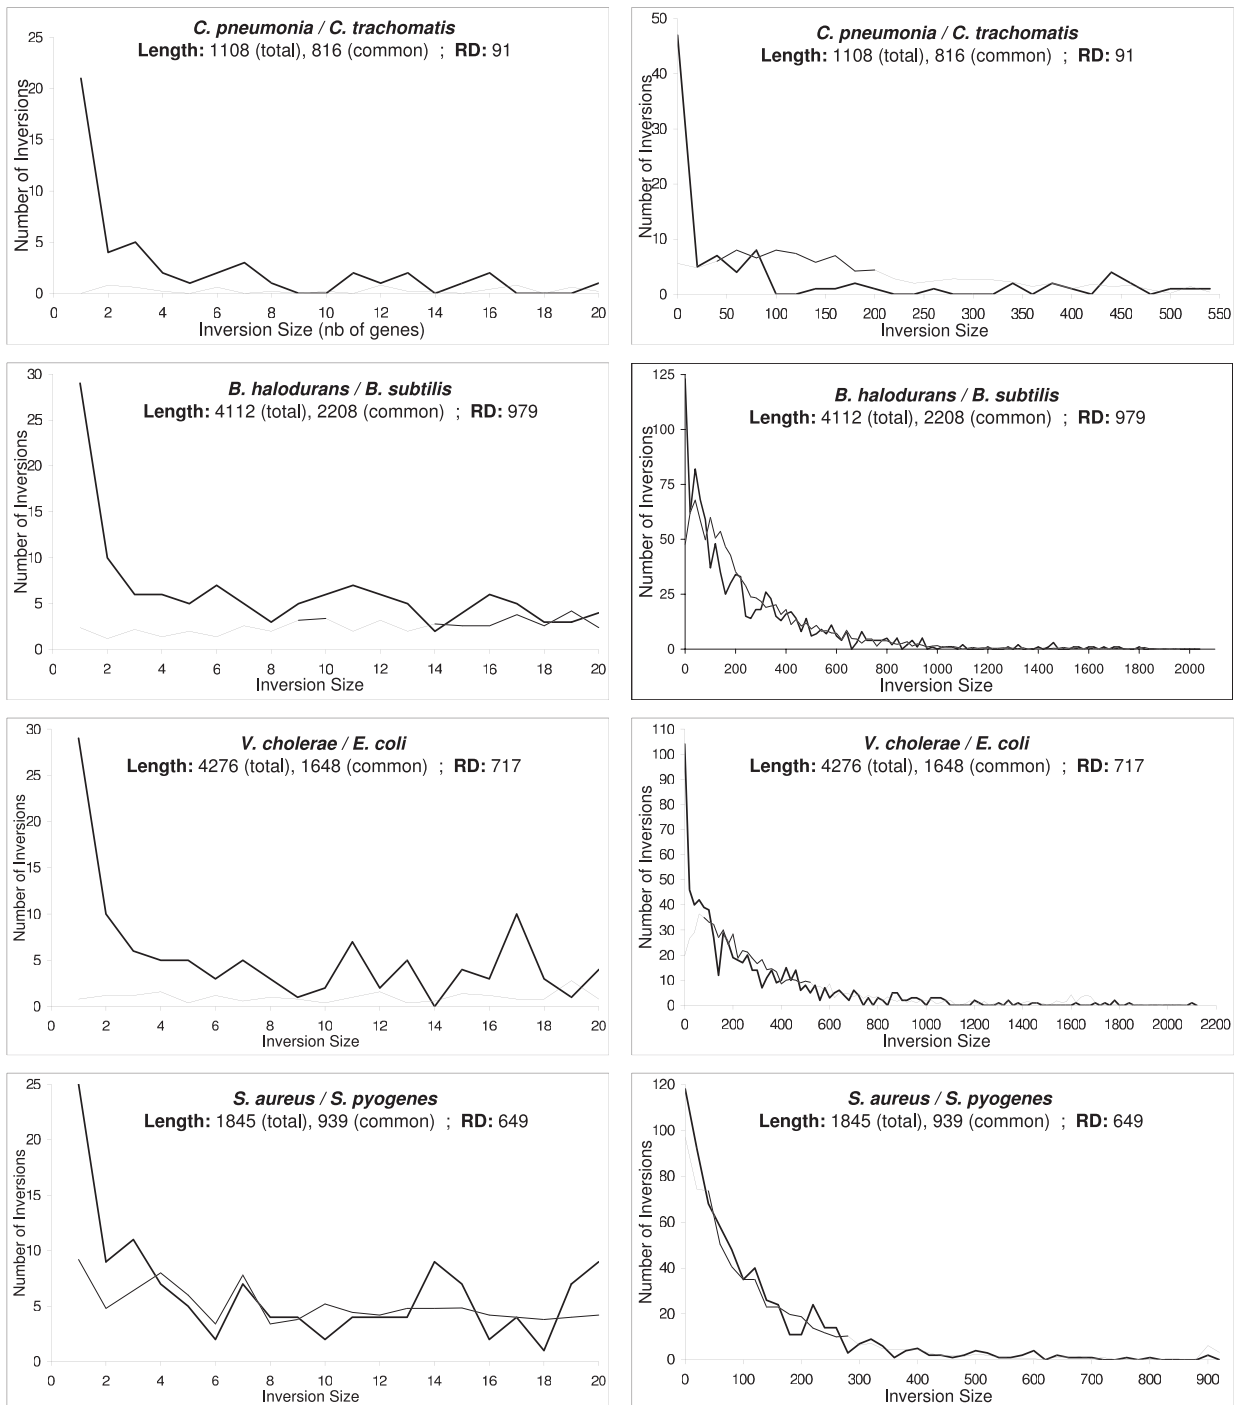 C. pneumonia / C. trachomatis
Length: 1108 (total), 816 (common) ; RD: 91
Number of Inversions
25
20
15
10
5
0
0 2 4 6 8 10 12 14 16 18 20
Inversion Size (nb of genes)
C. pneumonia / C. trachomatis
Length: 1108 (total), 816 (common) ; RD: 91
Number of Inversions
50
40
30
20
10
0
0 50 100 150 200 250 300 350 400 450 500 550
Inversion Size
B. halodurans / B. subtilis
Length: 4112 (total), 2208 (common) ; RD: 979
Number of Inversions
30
25
20
15
10
5
0
0 2 4 6 8 10 12 14 16 18 20
Inversion Size
B. halodurans / B. subtilis
Length: 4112 (total), 2208 (common) ; RD: 979
Number of Inversions
125
100
75
50
25
0
0 200 400 600 800 1000 1200 1400 1600 1800 2000
Inversion Size
V. cholerae / E. coli
Length: 4276 (total), 1648 (common) ; RD: 717
Number of Inversions
30
25
20
15
10
5
0
0 2 4 6 8 10 12 14 16 18 20
Inversion Size
V. cholerae / E. coli
Length: 4276 (total), 1648 (common) ; RD: 717
Number of Inversions
110
100
90
80
70
60
50
40
30
20
10
0
0 200 400 600 800 1000 1200 1400 1600 1800 2000 2200
Inversion Size
S. aureus / S. pyogenes
Length: 1845 (total), 939 (common) ; RD: 649
Number of Inversions
25
20
15
10
5
0
0 2 4 6 8 10 12 14 16 18 20
Inversion Size
S. aureus / S. pyogenes
Length: 1845 (total), 939 (common) ; RD: 649
Number of Inversions
120
100
80
60
40
20
0
0 100 200 300 400 500 600 700 800 900
Inversion Size